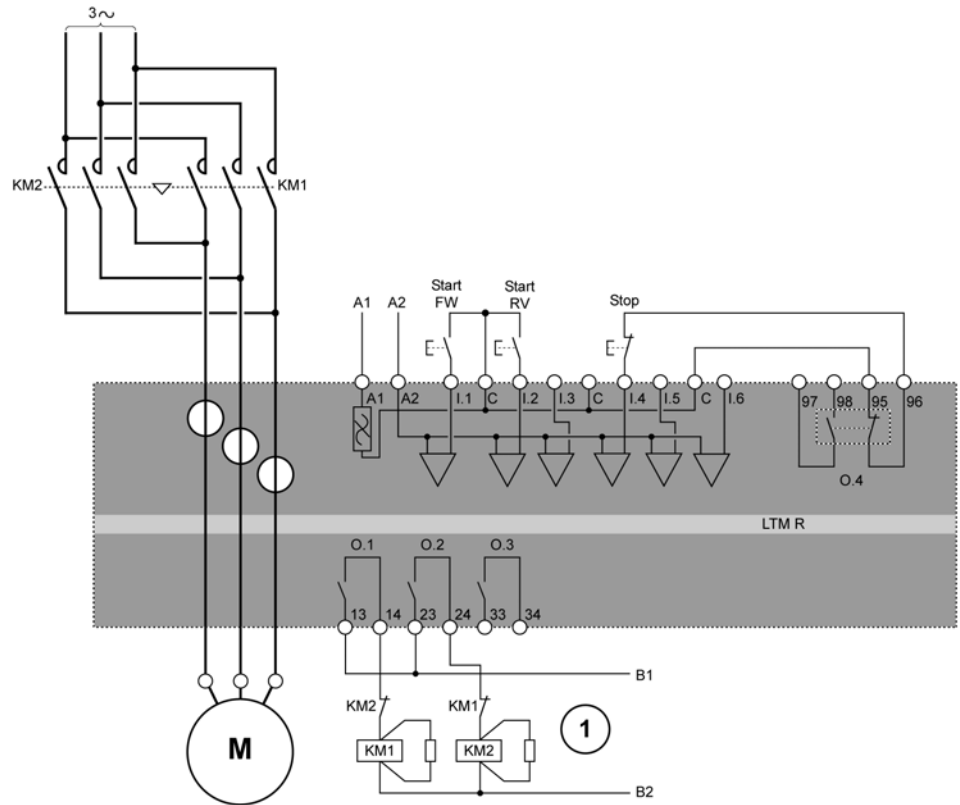 3~
KM2
KM1
Start
FW
Start
RV
Stop
A1
A2
A1
A2
I.1
C
I.2
I.3
C
I.4
I.5
C
I.6
97
98
95
96
O.4
LTM R
O.1
O.2
O.3
13
14
23
24
33
34
B1
KM2
KM1
1
KM1
KM2
M
B2